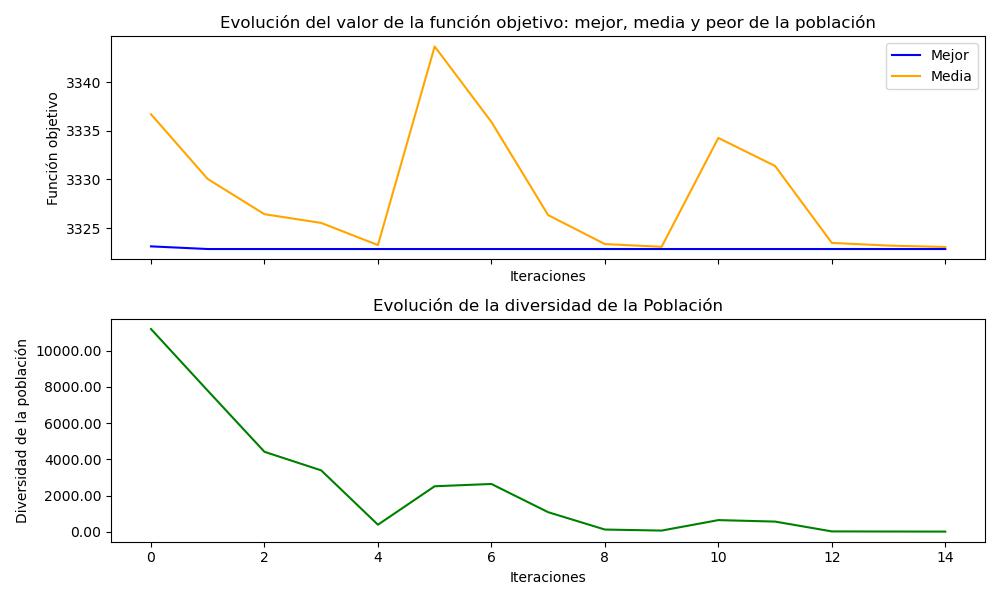 Evolución del valor de la función objetivo: mejor, media y peor de la población
Mejor
Media
Función objetivo
3340
3335
3330
3325
Iteraciones
Evolución de la diversidad de la Población
Diversidad de la población
10000.00
8000.00
6000.00
4000.00
2000.00
0.00
0 2 4 6 8 10 12 14
Iteraciones